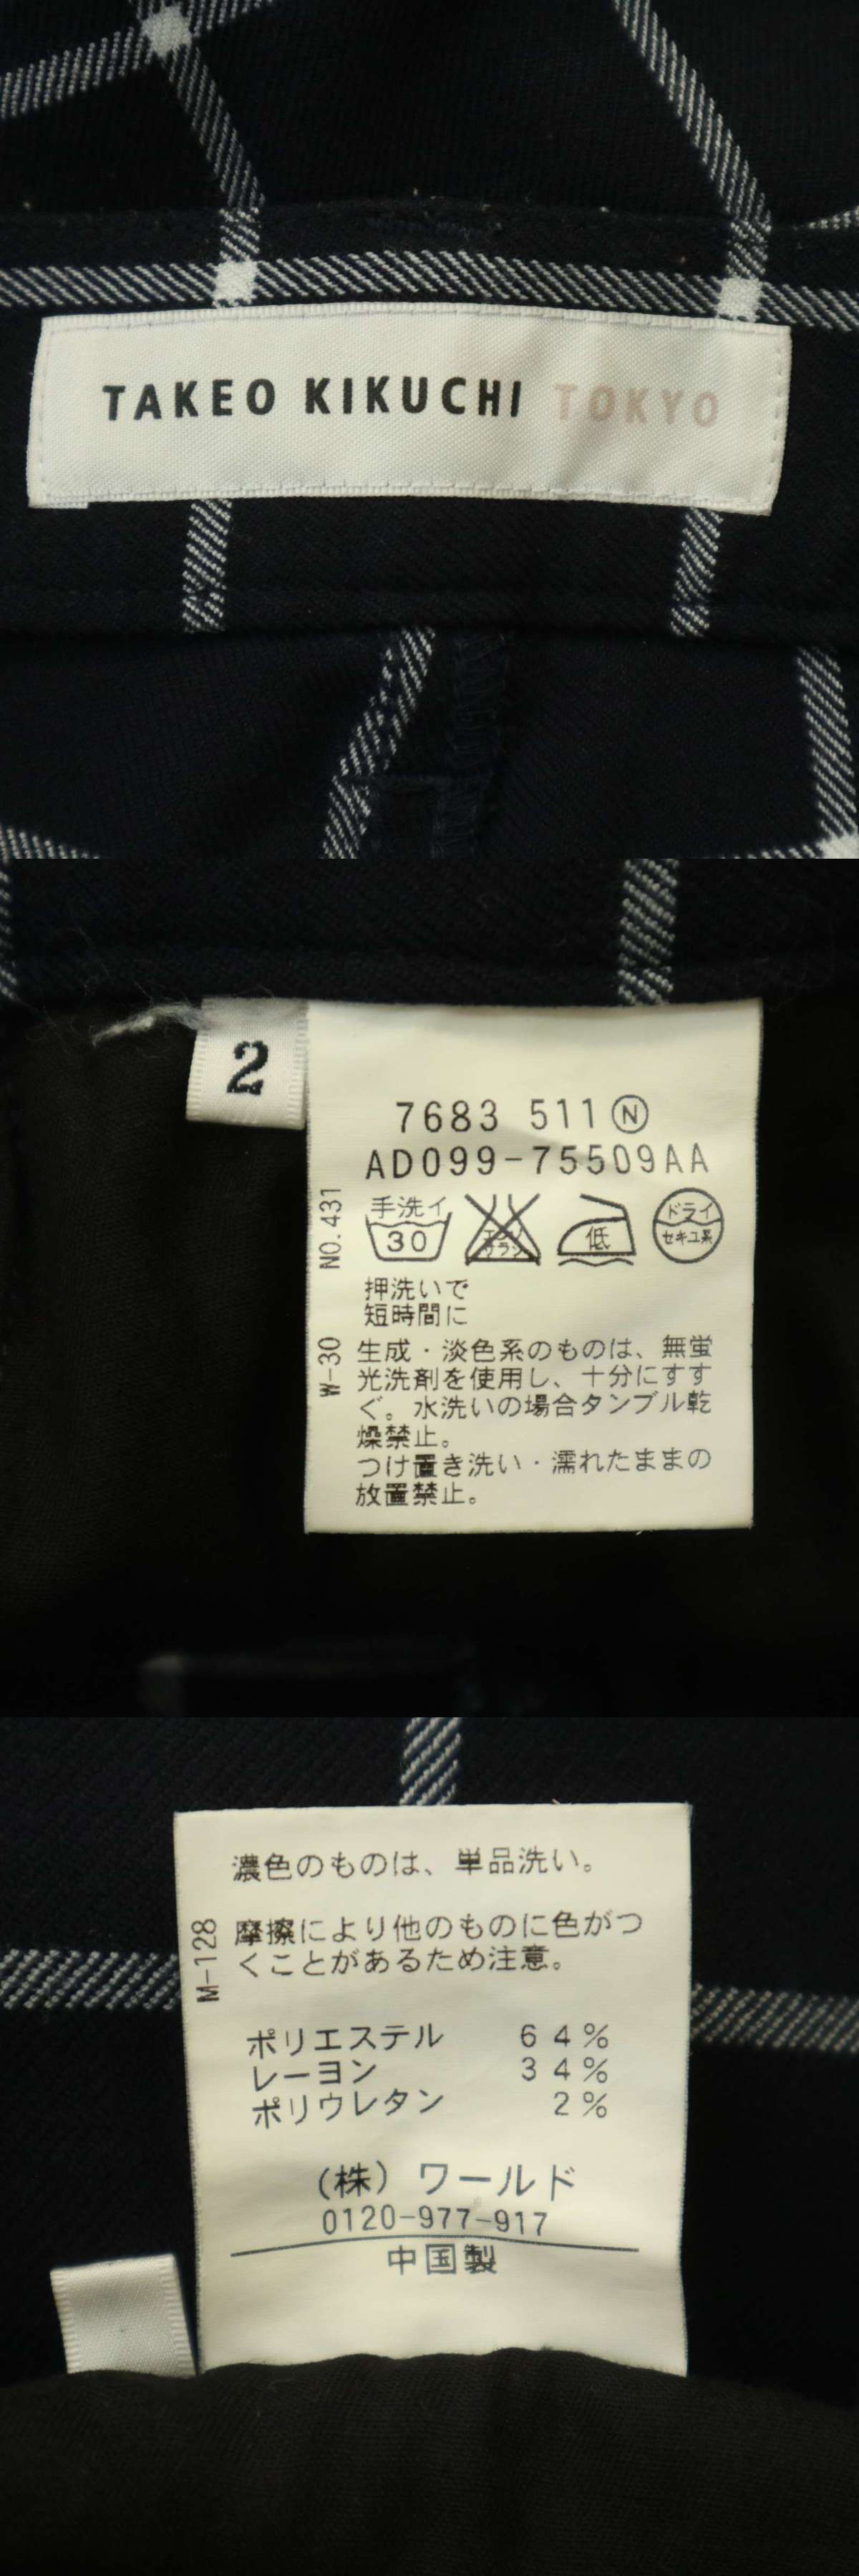 TAKEO KIKUCHI TOKYO
2
7683 511Ⓝ
AD099-75509AA
手洗イ
30
エンソ
サラシ
低
ドライ
セキユ系
NO.431
押洗いで
短時間に
W-30
生成・淡色系のものは、無蛍
光洗剤を使用し、十分にすす
ぐ。水洗いの場合タンブル乾
燥禁止。
つけ置き洗い・濡れたままの
放置禁止。
濃色のものは、単品洗い。
M-128
摩擦により他のものに色がつ
くことがあるため注意。
ポリエステル 64%
レーヨン 34%
ポリウレタン 2%
(株) ワールド
0120-977-917
中国製